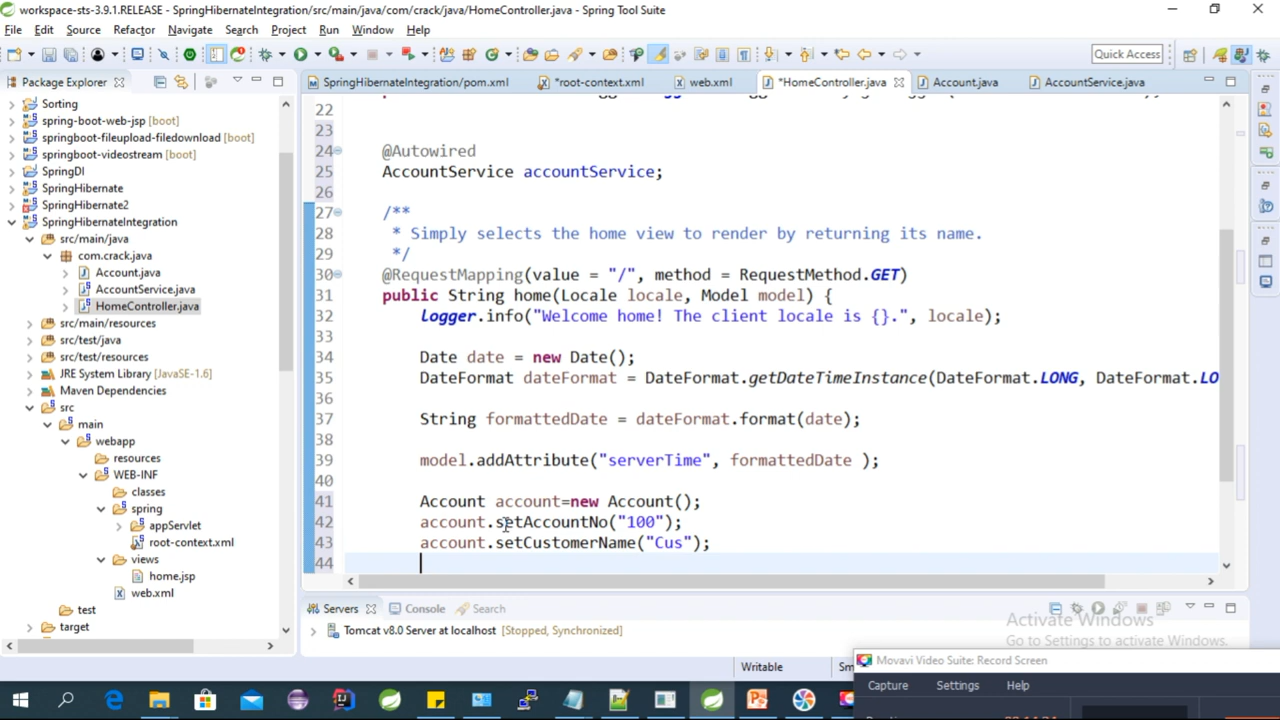 workspace-sts-3.9.1.RELEASE - SpringHibernateIntegration/src/main/java/com/crack/java/HomeController.java - Spring Tool Suite
File Edit Source Refactor Navigate Search Project Run Window Help
Quick Access
Package Explorer
SpringHibernateIntegration/pom.xml
*root-context.xml
web.xml
*HomeController.java
Account.java
AccountService.java
Sorting
spring-boot-web-jsp [boot]
springboot-fileupload-filedownload [boot]
springboot-videostream [boot]
SpringDI
SpringHibernate
SpringHibernate2
SpringHibernateIntegration
src/main/java
com.crack.java
Account.java
AccountService.java
HomeController.java
src/main/resources
src/test/java
src/test/resources
JRE System Library [JavaSE-1.6]
Maven Dependencies
src
main
webapp
resources
WEB-INF
classes
spring
appServlet
root-context.xml
views
home.jsp
web.xml
test
target
22
23
24 @Autowired
25 AccountService accountService;
26
27 /**
28 * Simply selects the home view to render by returning its name.
29 */
30 @RequestMapping(value = "/", method = RequestMethod.GET)
31 public String home(Locale locale, Model model) {
32 logger.info("Welcome home! The client locale is {}.", locale);
33
34 Date date = new Date();
35 DateFormat dateFormat = DateFormat.getDateTimeInstance(DateFormat.LONG, DateFormat.LO
36
37 String formattedDate = dateFormat.format(date);
38
39 model.addAttribute("serverTime", formattedDate );
40
41 Account account=new Account();
42 account.setAccountNo("100");
43 account.setCustomerName("Cus");
44
Servers
Console
Search
Tomcat v8.0 Server at localhost [Stopped, Synchronized]
Activate Windows
Go to Settings to activate Windows.
Writable
Sm
Movavi Video Suite: Record Screen
Capture Settings Help